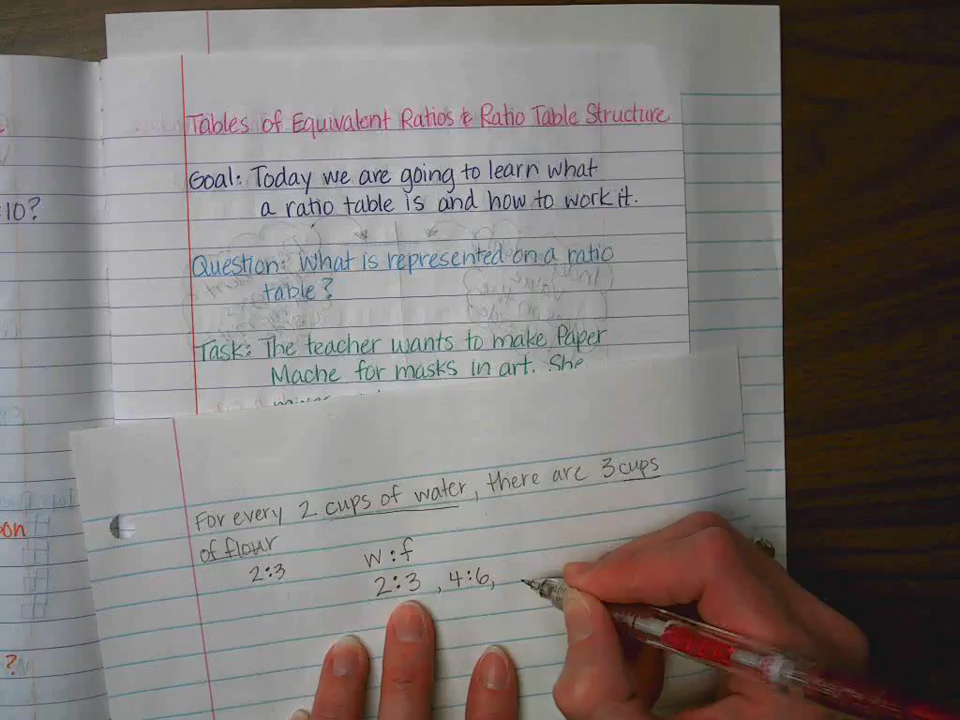 Tables of Equivalent Ratios & Ratio Table Structure
Goal: Today we are going to learn what
a ratio table is and how to work it.
:10?
Question: What is represented on a ratio
table?
Task: The teacher wants to make Paper
Mache for masks in art. She
For every 2 cups of water, there are 3 cups
of flour
w:f
2:3
2:3, 4:6,
on
?